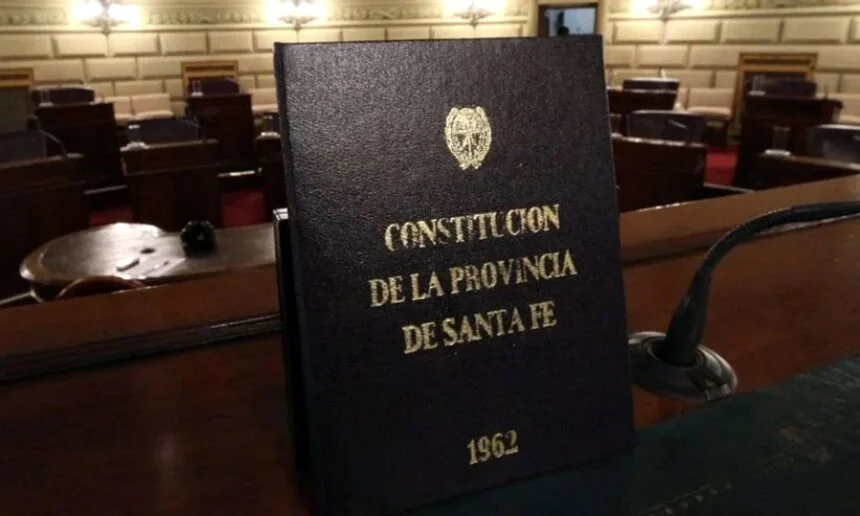 CONSTITUCION
DE LA PROVINCIA
DE SANTA FE
1962